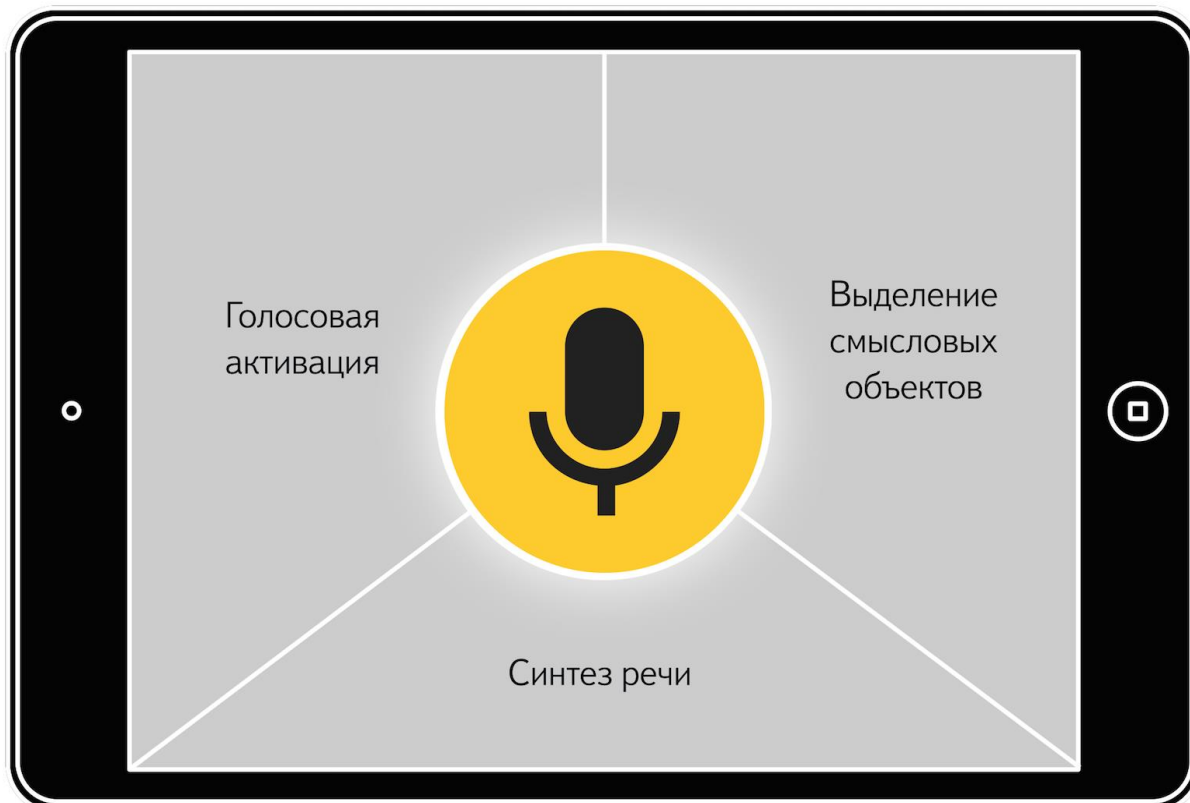 Голосовая
активация
Выделение
смысловых
объектов
Синтез речи